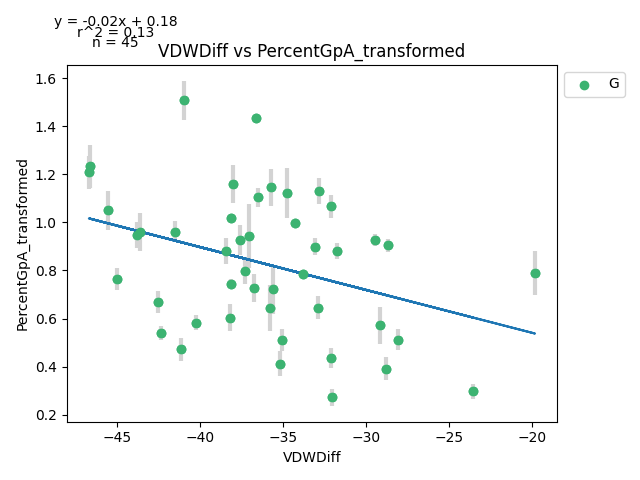 y = -0.02x + 0.18
r^2 = 0.13
n = 45
VDWDiff vs PercentGpA_transformed
G
PercentGpA_transformed
1.6
1.4
1.2
1.0
0.8
0.6
0.4
0.2
−45
−40
−35
−30
−25
−20
VDWDiff